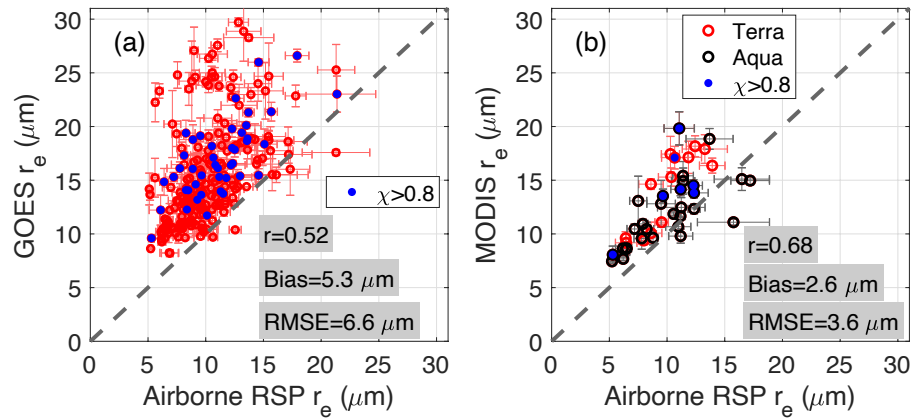 (a)
GOES r_e (μm)
30
25
20
15
10
5
0
χ>0.8
r=0.52
Bias=5.3 μm
RMSE=6.6 μm
0 5 10 15 20 25 30
Airborne RSP r_e (μm)
(b)
MODIS r_e (μm)
30
25
20
15
10
5
0
Terra
Aqua
χ>0.8
r=0.68
Bias=2.6 μm
RMSE=3.6 μm
0 5 10 15 20 25 30
Airborne RSP r_e (μm)